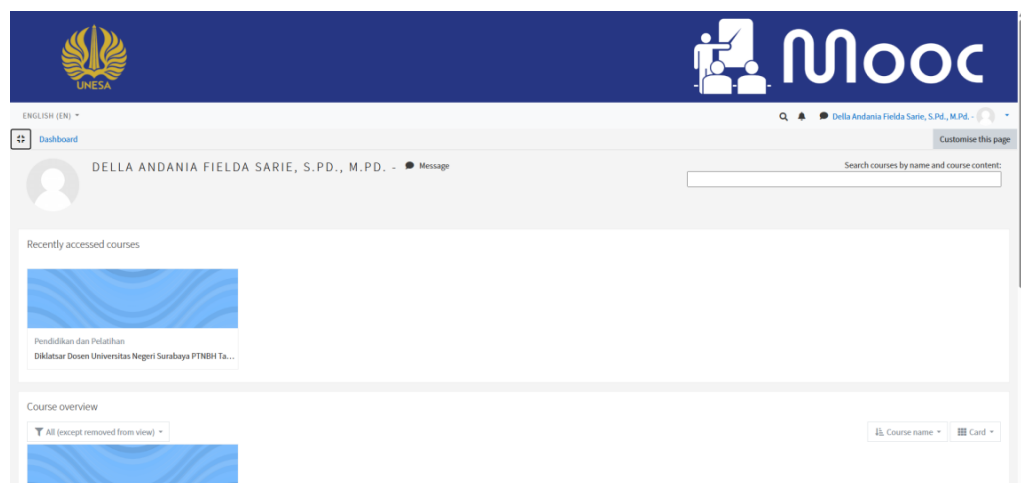 UNESA
Mooc
ENGLISH (EN)
Della Andania Fielda Sarie, S.Pd., M.Pd. -
Dashboard
Customise this page
DELLA ANDANIA FIELDA SARIE, S.PD., M.PD. - Message
Search courses by name and course content:
Recently accessed courses
Pendidikan dan Pelatihan
Diklatsar Dosen Universitas Negeri Surabaya PTNBH Ta...
Course overview
All (except removed from view)
Course name
Card